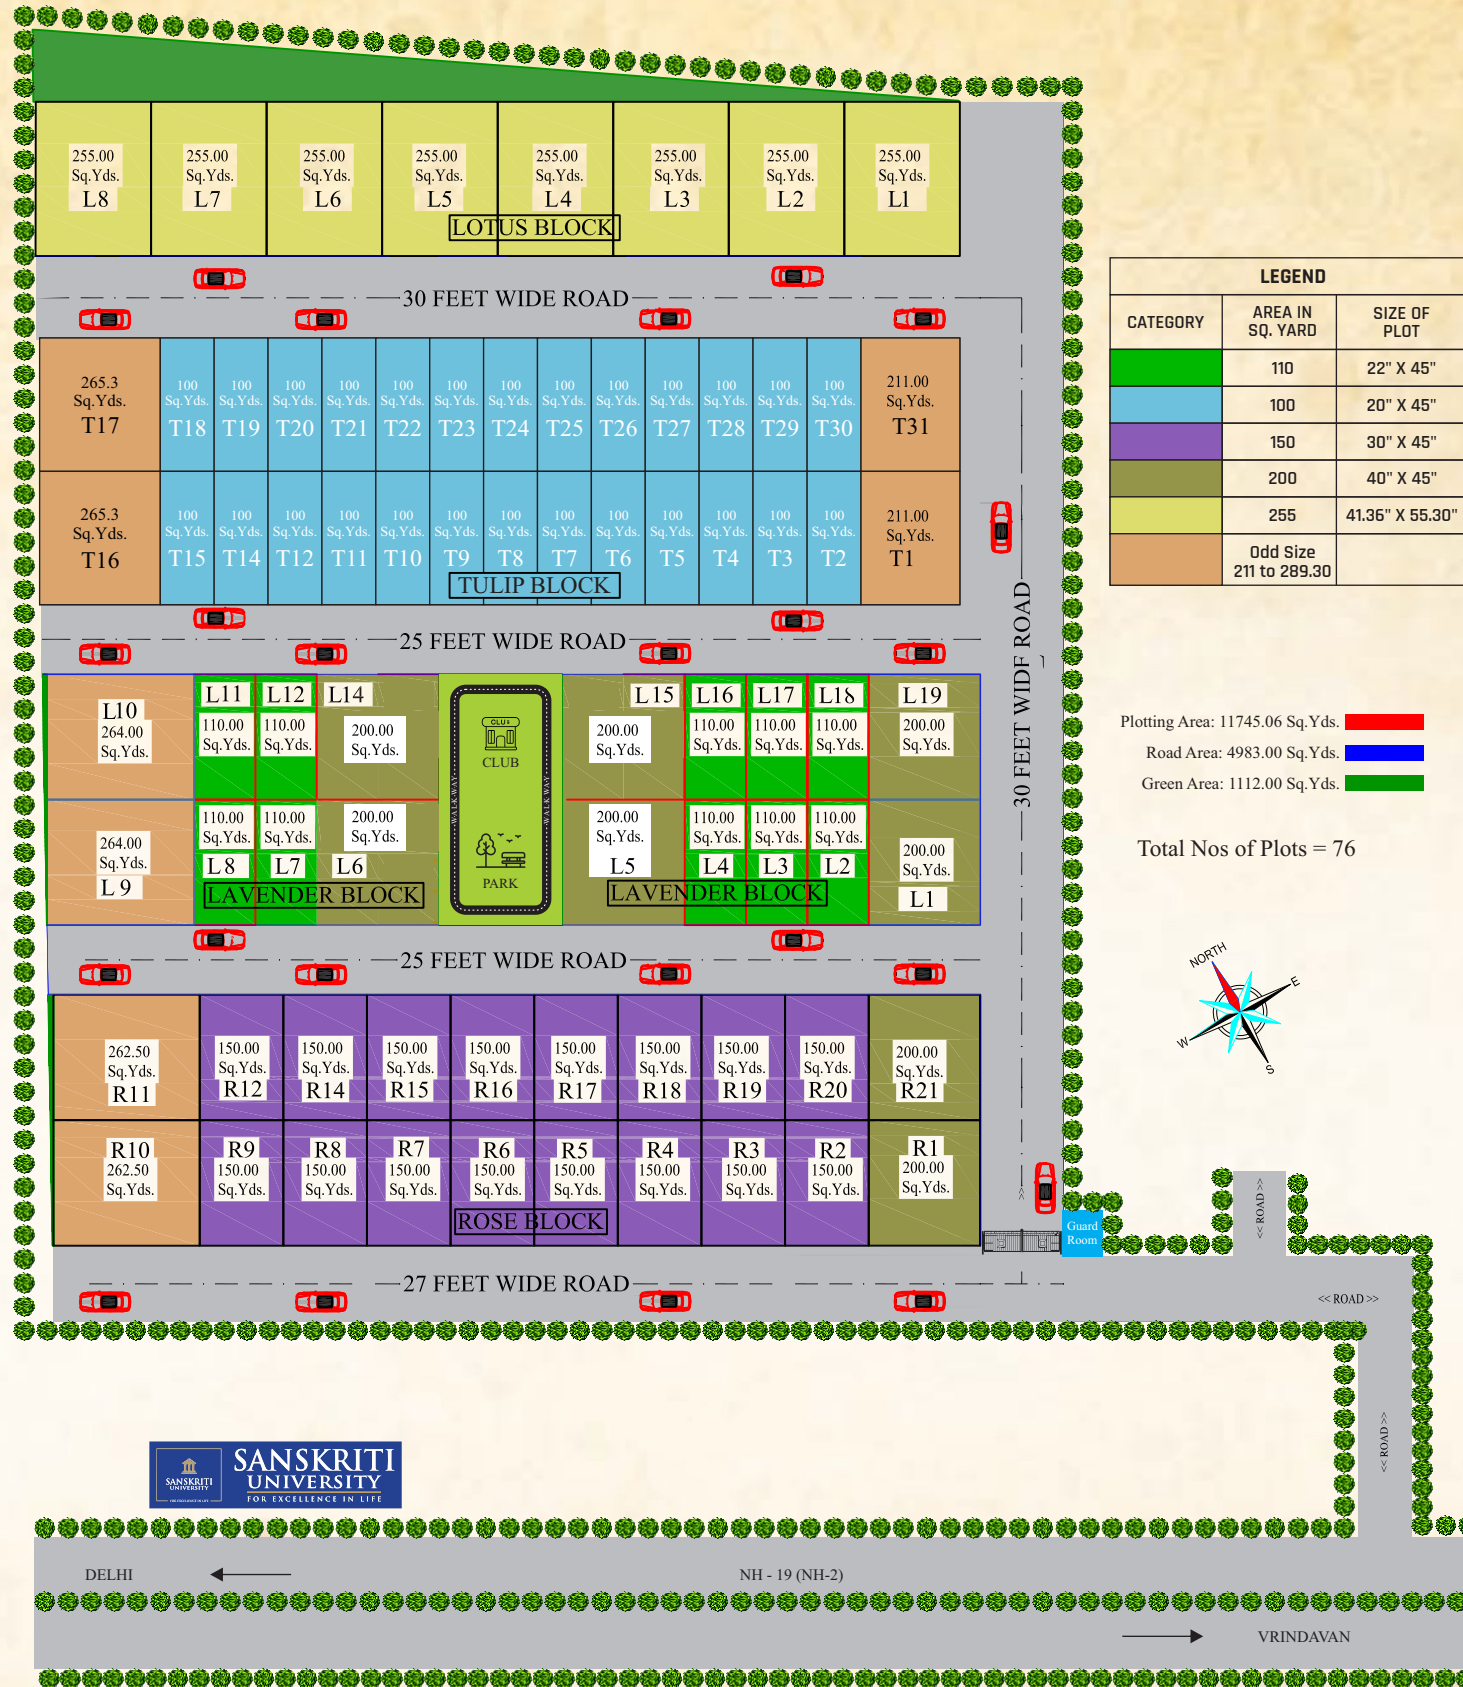 255.00
Sq.Yds.
L8
255.00
Sq.Yds.
L7
255.00
Sq.Yds.
L6
255.00
Sq.Yds.
L5
255.00
Sq.Yds.
L4
255.00
Sq.Yds.
L3
255.00
Sq.Yds.
L2
255.00
Sq.Yds.
L1
LOTUS BLOCK
30 FEET WIDE ROAD
265.3
Sq.Yds.
T17
100
Sq.Yds.
T18
100
Sq.Yds.
T19
100
Sq.Yds.
T20
100
Sq.Yds.
T21
100
Sq.Yds.
T22
100
Sq.Yds.
T23
100
Sq.Yds.
T24
100
Sq.Yds.
T25
100
Sq.Yds.
T26
100
Sq.Yds.
T27
100
Sq.Yds.
T28
100
Sq.Yds.
T29
100
Sq.Yds.
T30
211.00
Sq.Yds.
T31
265.3
Sq.Yds.
T16
100
Sq.Yds.
T15
100
Sq.Yds.
T14
100
Sq.Yds.
T12
100
Sq.Yds.
T11
100
Sq.Yds.
T10
100
Sq.Yds.
T9
100
Sq.Yds.
T8
100
Sq.Yds.
T7
100
Sq.Yds.
T6
100
Sq.Yds.
T5
100
Sq.Yds.
T4
100
Sq.Yds.
T3
100
Sq.Yds.
T2
211.00
Sq.Yds.
T1
TULIP BLOCK
25 FEET WIDE ROAD
30 FEET WIDF ROAD
L10
264.00
Sq.Yds.
L11
110.00
Sq.Yds.
L12
110.00
Sq.Yds.
L14
200.00
Sq.Yds.
CLUB
CLUB
WALK-WAY
WALK-WAY
PARK
L15
200.00
Sq.Yds.
L16
110.00
Sq.Yds.
L17
110.00
Sq.Yds.
L18
110.00
Sq.Yds.
L19
200.00
Sq.Yds.
264.00
Sq.Yds.
L 9
110.00
Sq.Yds.
L 8
110.00
Sq.Yds.
L7
200.00
Sq.Yds.
L6
LAVENDER BLOCK
200.00
Sq.Yds.
L5
110.00
Sq.Yds.
L4
110.00
Sq.Yds.
L3
110.00
Sq.Yds.
L2
200.00
Sq.Yds.
L1
LAVENDER BLOCK
25 FEET WIDE ROAD
262.50
Sq.Yds.
R11
150.00
Sq.Yds.
R12
150.00
Sq.Yds.
R14
150.00
Sq.Yds.
R15
150.00
Sq.Yds.
R16
150.00
Sq.Yds.
R17
150.00
Sq.Yds.
R18
150.00
Sq.Yds.
R19
150.00
Sq.Yds.
R20
200.00
Sq.Yds.
R21
R10
262.50
Sq.Yds.
R9
150.00
Sq.Yds.
R8
150.00
Sq.Yds.
R7
150.00
Sq.Yds.
R6
150.00
Sq.Yds.
R5
150.00
Sq.Yds.
R4
150.00
Sq.Yds.
R3
150.00
Sq.Yds.
R2
150.00
Sq.Yds.
R1
200.00
Sq.Yds.
ROSE BLOCK
27 FEET WIDE ROAD
Guard
Room
<< ROAD >>
<< ROAD >>
<< ROAD >>
LEGEND
CATEGORY AREA IN SQ. YARD SIZE OF PLOT
110 22" X 45"
100 20" X 45"
150 30" X 45"
200 40" X 45"
255 41.36" X 55.30"
Odd Size
211 to 289.30
Plotting Area: 11745.06 Sq.Yds.
Road Area: 4983.00 Sq.Yds.
Green Area: 1112.00 Sq.Yds.
Total Nos of Plots = 76
NORTH
E
W
S
SANSKRITI
UNIVERSITY
SANSKRITI
UNIVERSITY
FOR EXCELLENCE IN LIFE
DELHI
NH - 19 (NH-2)
VRINDAVAN